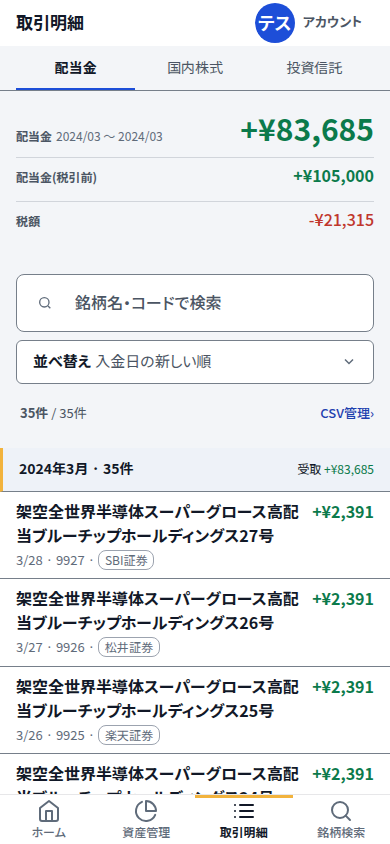 取引明細
テス アカウント
配当金 国内株式 投資信託
配当金 2024/03 ～ 2024/03 +¥83,685
配当金(税引前) +¥105,000
税額 -¥21,315
銘柄名・コードで検索
並べ替え 入金日の新しい順
35件 / 35件 CSV管理›
2024年3月・35件 受取 +¥83,685
架空全世界半導体スーパーグロース高配 +¥2,391
当ブルーチップホールディングス27号
3/28・9927・SBI証券
架空全世界半導体スーパーグロース高配 +¥2,391
当ブルーチップホールディングス26号
3/27・9926・松井証券
架空全世界半導体スーパーグロース高配 +¥2,391
当ブルーチップホールディングス25号
3/26・9925・楽天証券
架空全世界半導体スーパーグロース高配 +¥2,391
ホーム 資産管理 取引明細 銘柄検索